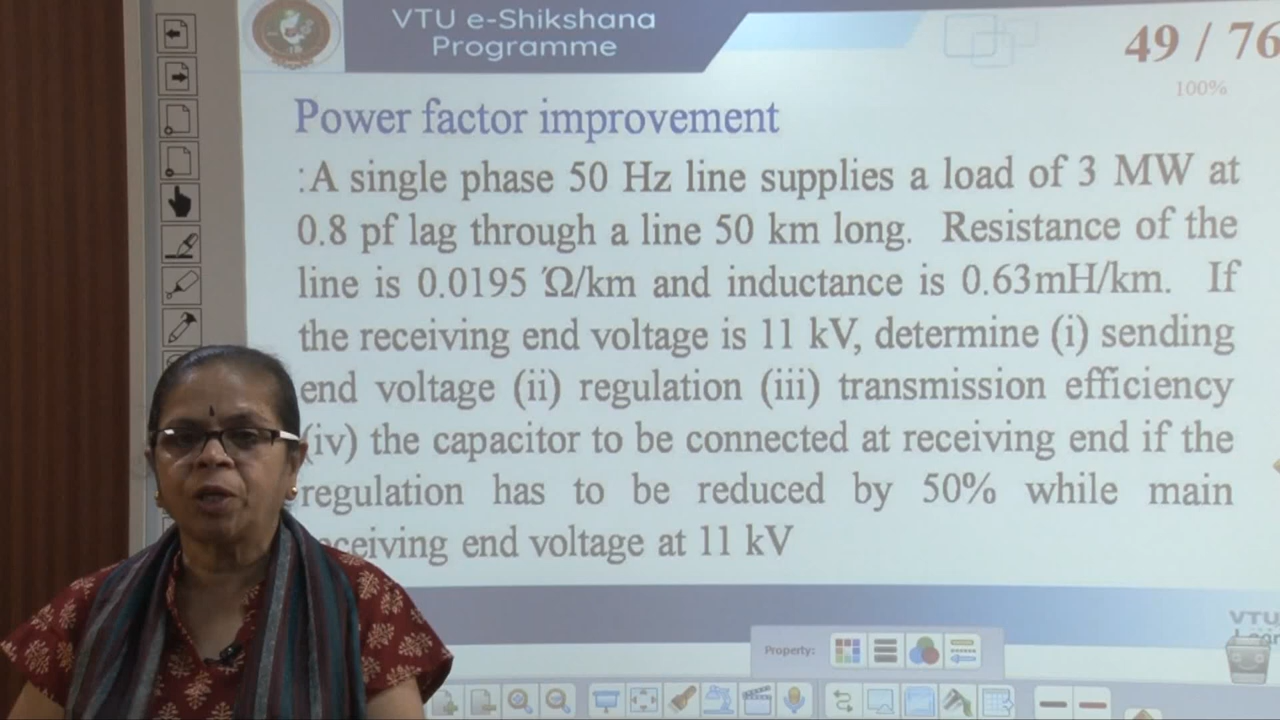 VTU e-Shikshana
Programme
49 / 76
100%
Power factor improvement
:A single phase 50 Hz line supplies a load of 3 MW at
0.8 pf lag through a line 50 km long. Resistance of the
line is 0.0195 Ω/km and inductance is 0.63mH/km. If
the receiving end voltage is 11 kV, determine (i) sending
end voltage (ii) regulation (iii) transmission efficiency
(iv) the capacitor to be connected at receiving end if the
regulation has to be reduced by 50% while main
eceiving end voltage at 11 kV
VTU
Property: